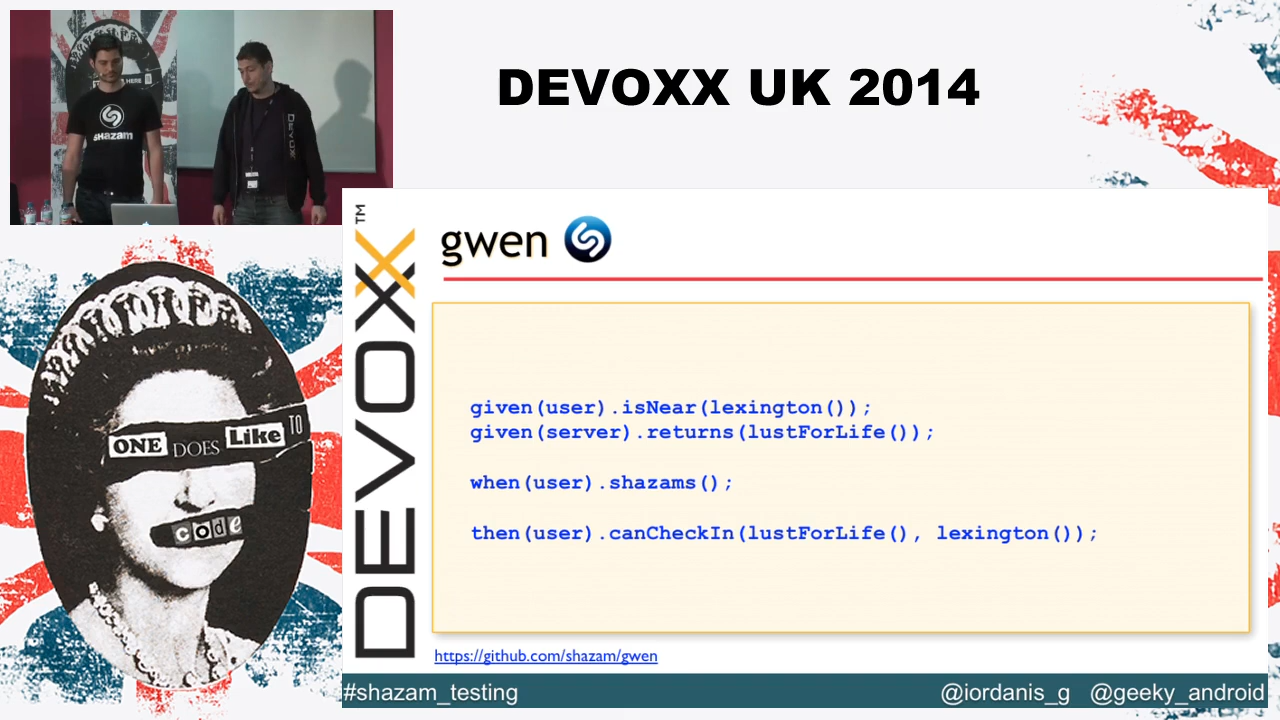 DEVOXX UK 2014
SHAZAM
DEVOXX
DEVOXX™
gwen
given(user).isNear(lexington());
given(server).returns(lustForLife());
when(user).shazams();
then(user).canCheckIn(lustForLife(), lexington());
https://github.com/shazam/gwen
#shazam_testing
@iordanis_g @geeky_android
ONE DOES Like TO
code